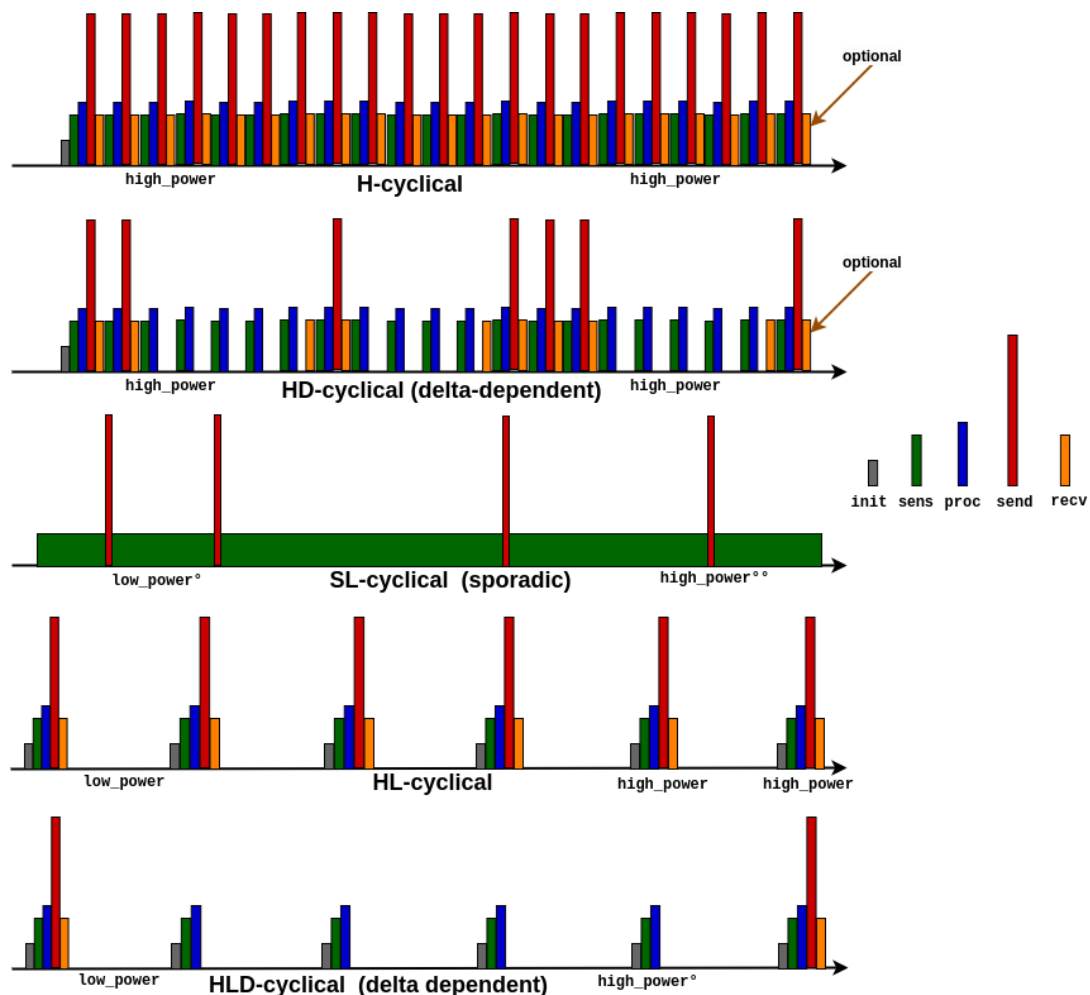 optional
high_power
H-cyclical
high_power
optional
high_power
HD-cyclical (delta-dependent)
high_power
init sens proc send recv
low_power°
SL-cyclical (sporadic)
high_power°°
low_power
HL-cyclical
high_power
high_power
low_power
HLD-cyclical (delta dependent)
high_power°